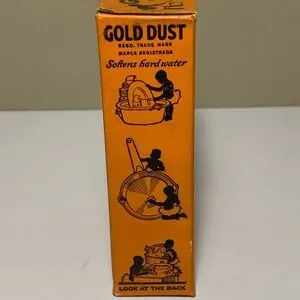 GOLD DUST
REGD. TRADE MARK
MARCA REGISTRADA
Softens hard water
LOOK AT THE BACK